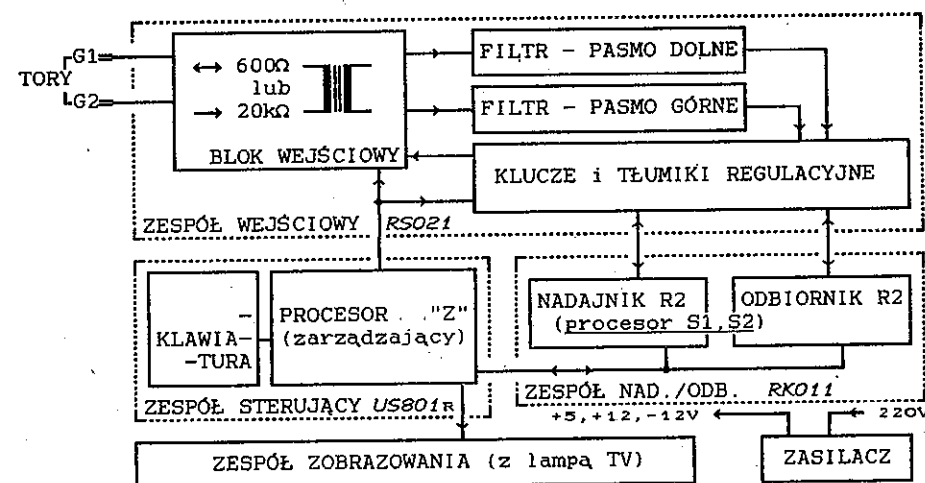 TORY
G1
G2
600Ω
lub
20kΩ
BLOK WEJŚCIOWY
FILTR - PASMO DOLNE
FILTR - PASMO GÓRNE
KLUCZE i TŁUMIKI REGULACYJNE
ZESPÓŁ WEJŚCIOWY RS021
-
KLAWIA-
-TURA
PROCESOR "Z"
(zarządzający)
ZESPÓŁ STERUJĄCY US801R
NADAJNIK R2
(procesor S1,S2)
ODBIORNIK R2
ZESPÓŁ NAD./ODB. RK011
+5,+12,-12V
220V
ZESPÓŁ ZOBRAZOWANIA (z lampą TV)
ZASILACZ